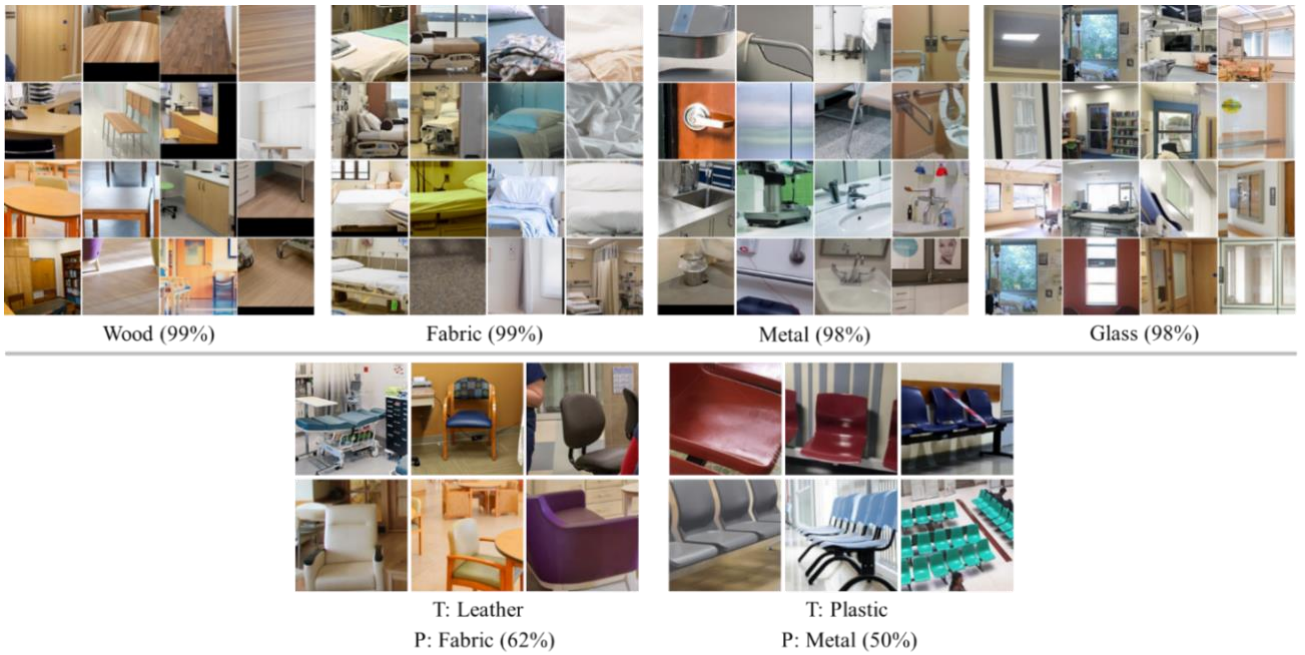 Wood (99%)
Fabric (99%)
Metal (98%)
Glass (98%)
T: Leather
P: Fabric (62%)
T: Plastic
P: Metal (50%)